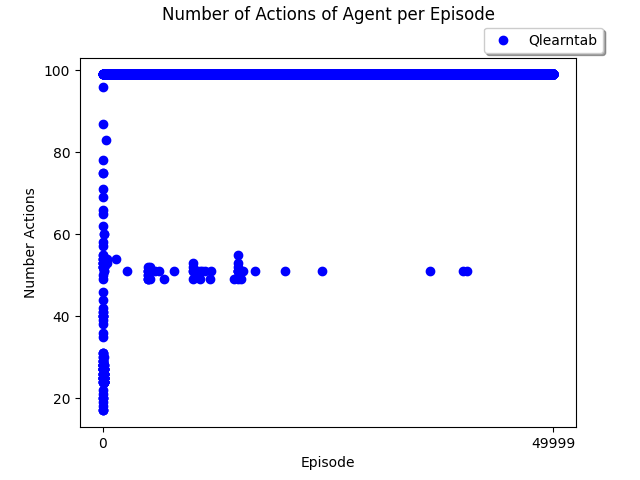 Number of Actions of Agent per Episode
Qlearntab
100
80
60
40
20
Number Actions
0
49999
Episode